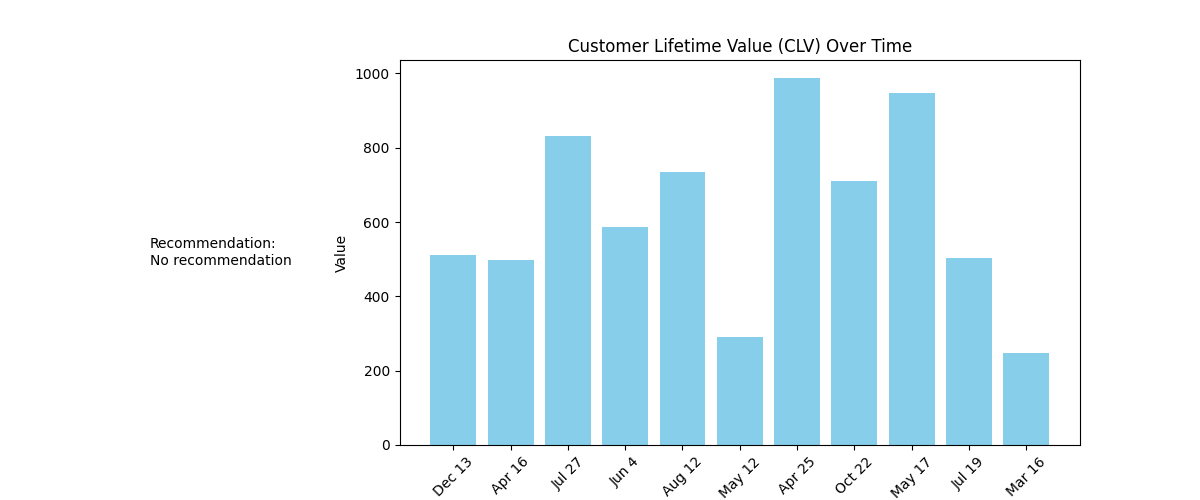 Customer Lifetime Value (CLV) Over Time
Recommendation:
No recommendation
Value
1000
800
600
400
200
0
Dec 13
Apr 16
Jul 27
Jun 4
Aug 12
May 12
Apr 25
Oct 22
May 17
Jul 19
Mar 16